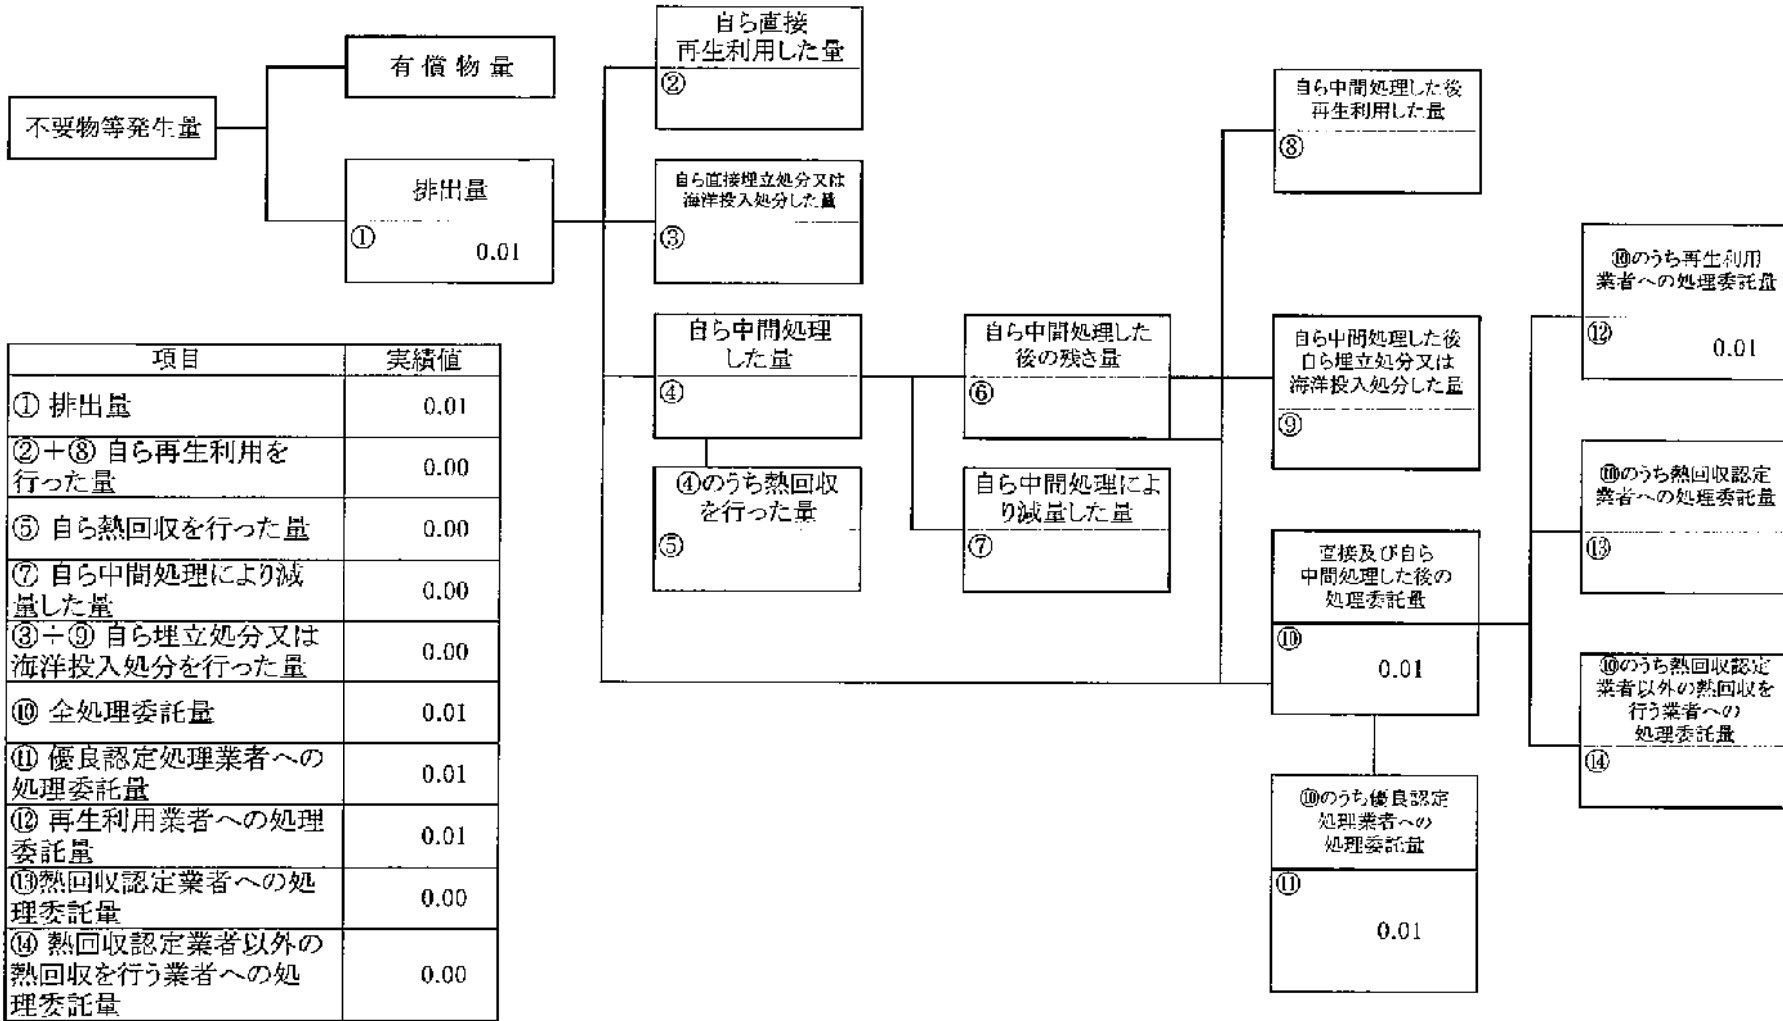 不要物等発生量
有償物量
排出量
①
0.01
自ら直接
再生利用した量
②
自ら直接埋立処分又は
海洋投入処分した量
③
自ら中間処理
した量
④
④のうち熱回収
を行った量
⑤
自ら中間処理した
後の残さ量
⑥
自ら中間処理によ
り減量した量
⑦
自ら中間処理した後
再生利用した量
⑧
自ら中間処理した後
自ら埋立処分又は
海洋投入処分した量
⑨
直接及び自ら
中間処理した後の
処理委託量
⑩
0.01
⑩のうち優良認定
処理業者への
処理委託量
⑪
0.01
⑩のうち再生利用
業者への処理委託量
⑫
0.01
⑩のうち熱回収認定
業者への処理委託量
⑬
⑩のうち熱回収認定
業者以外の熱回収を
行う業者への
処理委託量
⑭
項目 実績値
① 排出量 0.01
②+⑧ 自ら再生利用を
行った量 0.00
⑤ 自ら熱回収を行った量 0.00
⑦ 自ら中間処理により減
量した量 0.00
③+⑨ 自ら埋立処分又は
海洋投入処分を行った量 0.00
⑩ 全処理委託量 0.01
⑪ 優良認定処理業者への
処理委託量 0.01
⑫ 再生利用業者への処理
委託量 0.01
⑬熱回収認定業者への処
理委託量 0.00
⑭ 熱回収認定業者以外の
熱回収を行う業者への処
理委託量 0.00